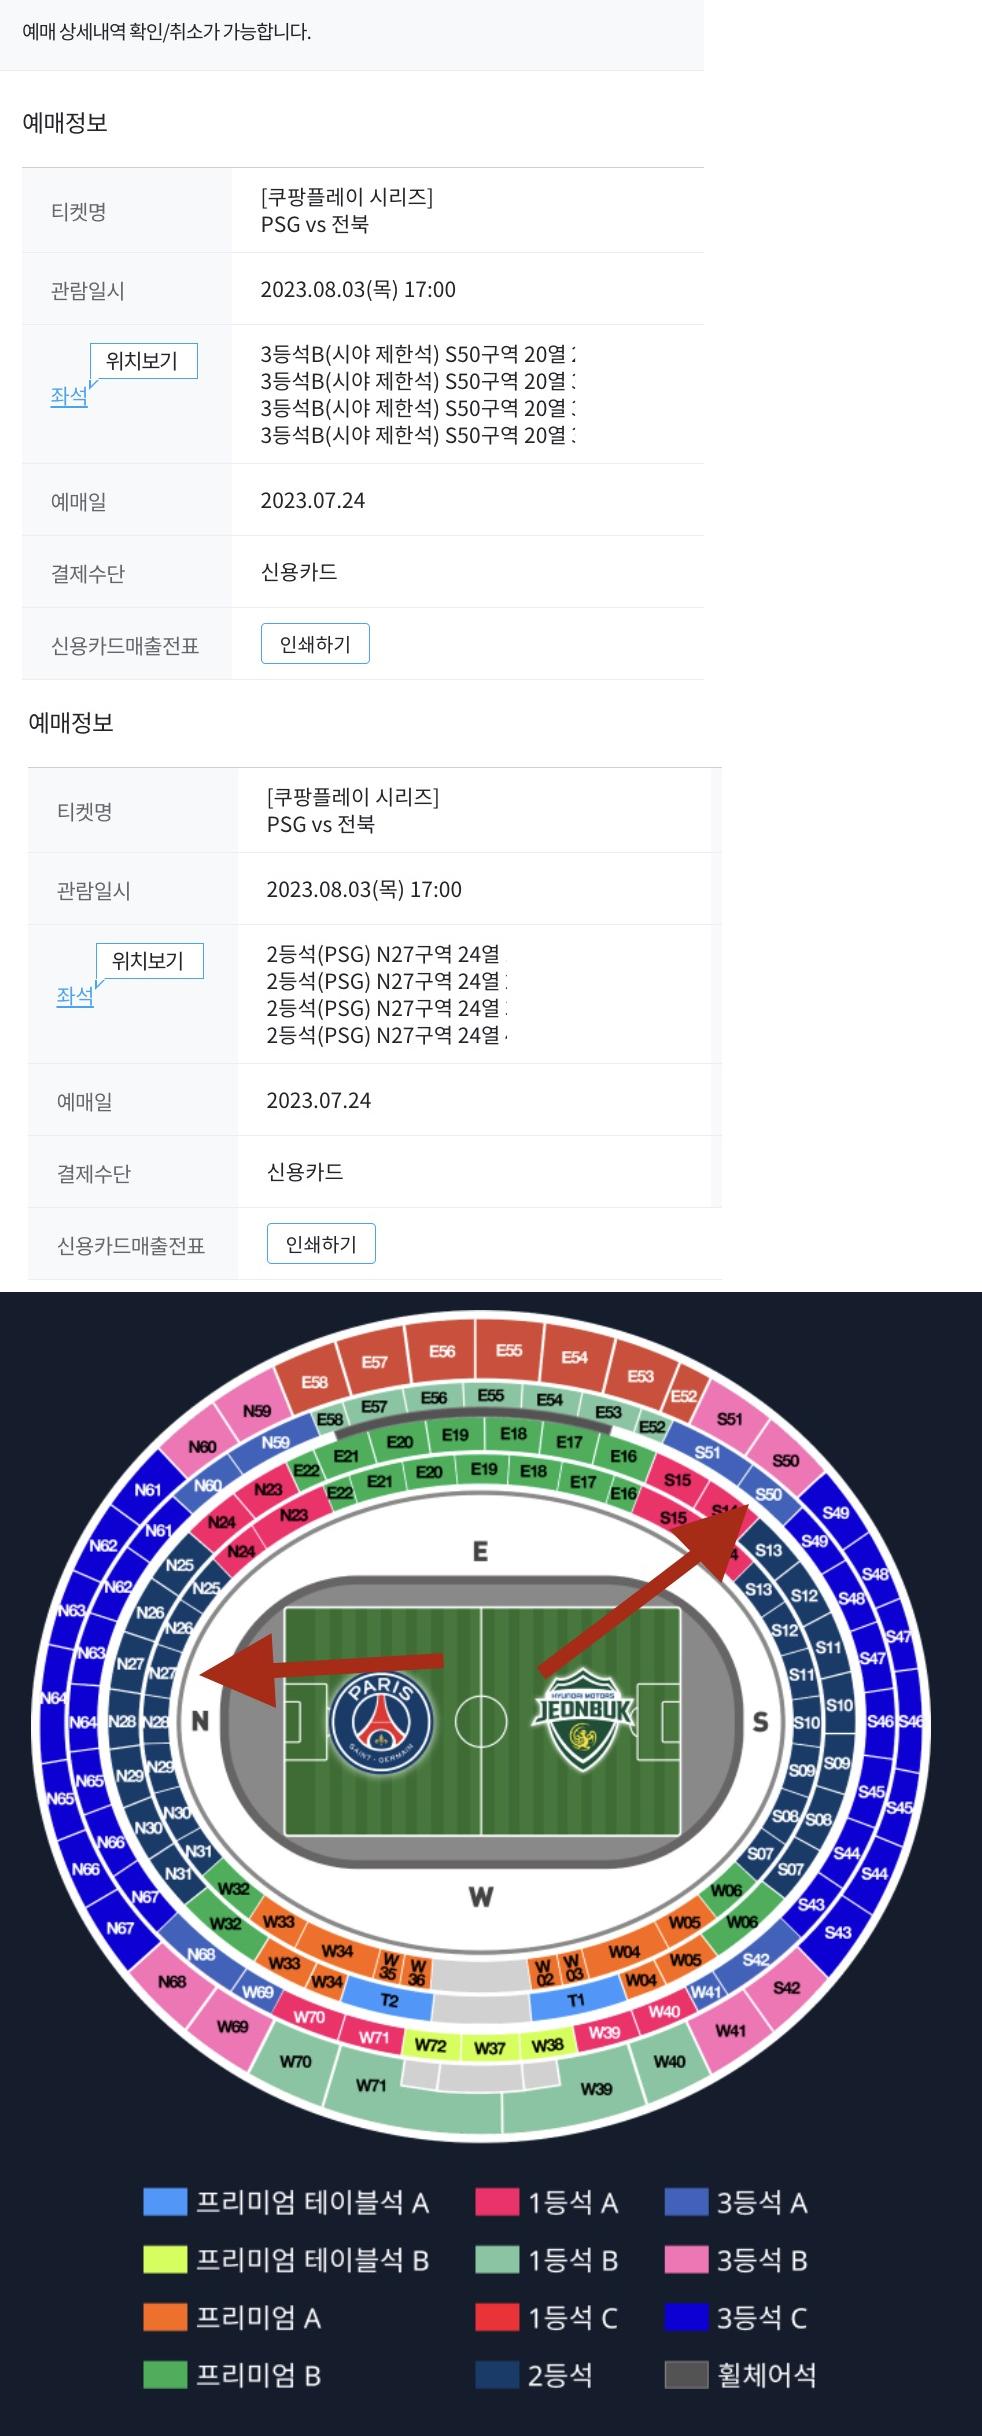 예매 상세내역 확인/취소가 가능합니다.
예매정보
티켓명
[쿠팡플레이 시리즈]
PSG vs 전북
관람일시
2023.08.03(목) 17:00
위치보기
좌석
3등석B(시야 제한석) S50구역 20열
3등석B(시야 제한석) S50구역 20열
3등석B(시야 제한석) S50구역 20열
3등석B(시야 제한석) S50구역 20열
예매일
2023.07.24
결제수단
신용카드
신용카드매출전표
인쇄하기
예매정보
티켓명
[쿠팡플레이 시리즈]
PSG vs 전북
관람일시
2023.08.03(목) 17:00
위치보기
좌석
2등석(PSG) N27구역 24열
2등석(PSG) N27구역 24열
2등석(PSG) N27구역 24열
2등석(PSG) N27구역 24열
예매일
2023.07.24
결제수단
신용카드
신용카드매출전표
인쇄하기
E58 E57 E56 E55 E54 E53 E52
N59 E58 E57 E56 E55 E54 E53 E52 S51
N60 N59 E21 E20 E19 E18 E17 E16 S51 S50
N61 N60 N23 E22 E22 E21 E20 E19 E18 E17 E16 S15 S50 S49
N62 N61 N24 N23 S15 S49
N24 E S13
N25 N25 S13 S48
N63 N62 N26 N26 S12 S12 S48
N63 N27 N27 S11 S11 S47 S47
N64 N64 N28 N28 N PARIS SAINT-GERMAIN HYUNDAI MOTORS JEONBUK S S10 S10 S46 S46
N65 N65 N29 N29 S09 S09 S45 S45
N66 N66 N30 N30 S08 S08 S44 S44
N67 N67 N31 N31 S07 S07 S43 S43
W
W32 W32 W33 W34 W06 W06 W05 W04
N68 N68 W33 W34 W35 W36 W02 W03 W04 W05 S42 S42
W69 W69 T2 T1 W41 W41
W70 W71 W72 W37 W38 W39 W40
W70 W71 W39 W40
프리미엄 테이블석 A
1등석 A
3등석 A
프리미엄 테이블석 B
1등석 B
3등석 B
프리미엄 A
1등석 C
3등석 C
프리미엄 B
2등석
휠체어석